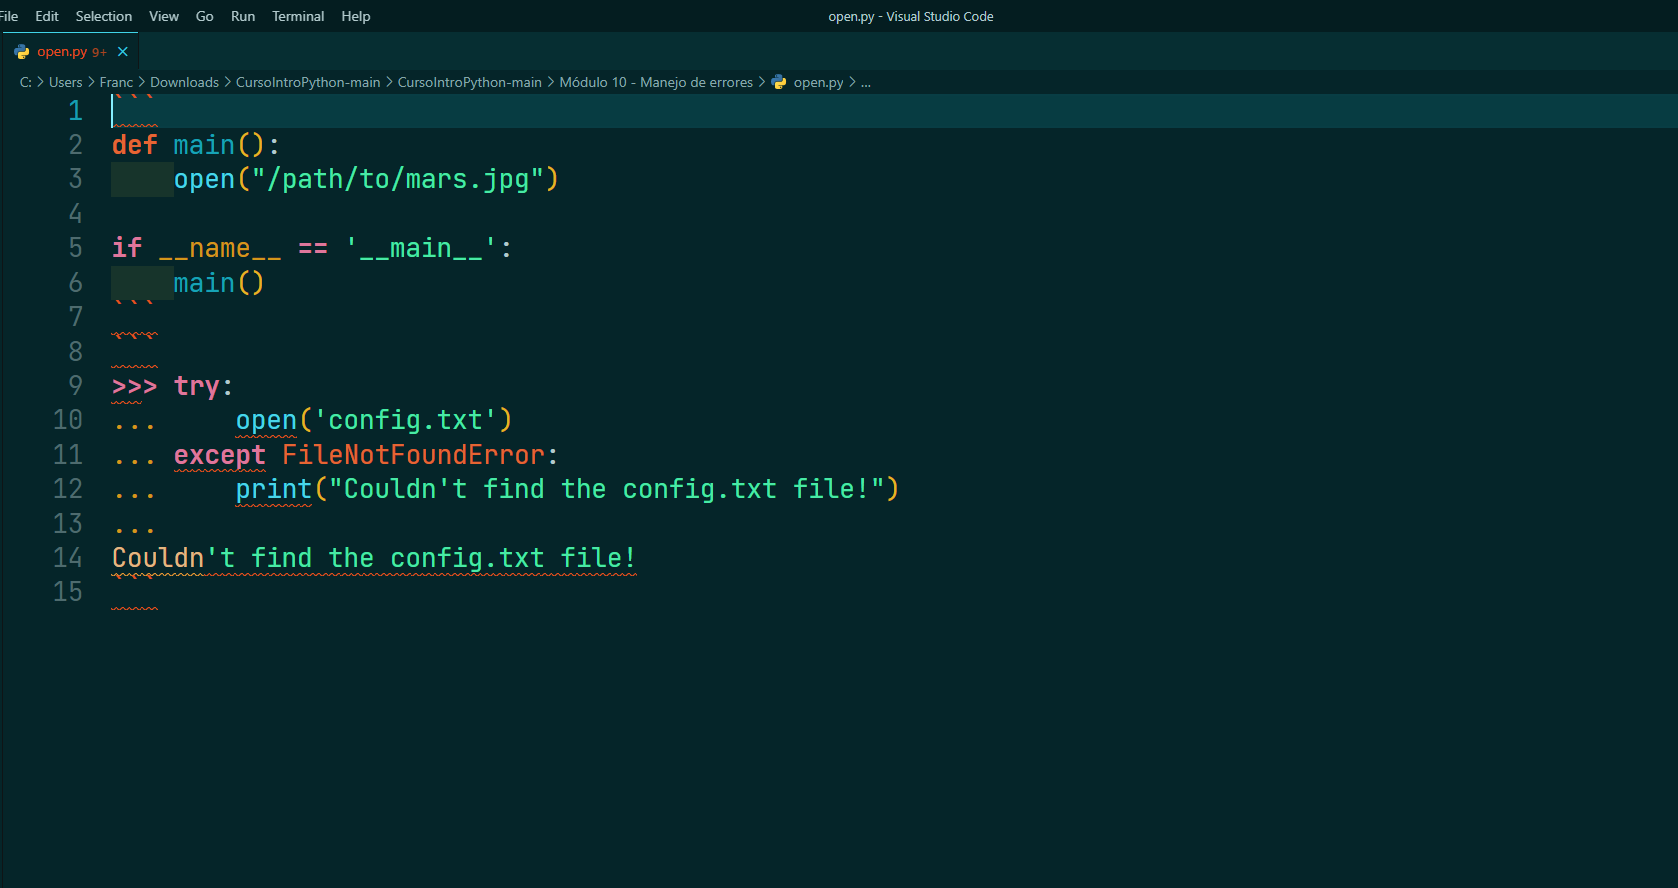 File Edit Selection View Go Run Terminal Help open.py - Visual Studio Code
open.py 9+
C: > Users > Franc > Downloads > CursoIntroPython-main > CursoIntroPython-main > Módulo 10 - Manejo de errores > open.py > ...
1 ```
2 def main():
3     open("/path/to/mars.jpg")
4
5 if __name__ == '__main__':
6     main()
7 ```
8 ```
9 >>> try:
10 ...     open('config.txt')
11 ... except FileNotFoundError:
12 ...     print("Couldn't find the config.txt file!")
13 ...
14 Couldn't find the config.txt file!
15 ```